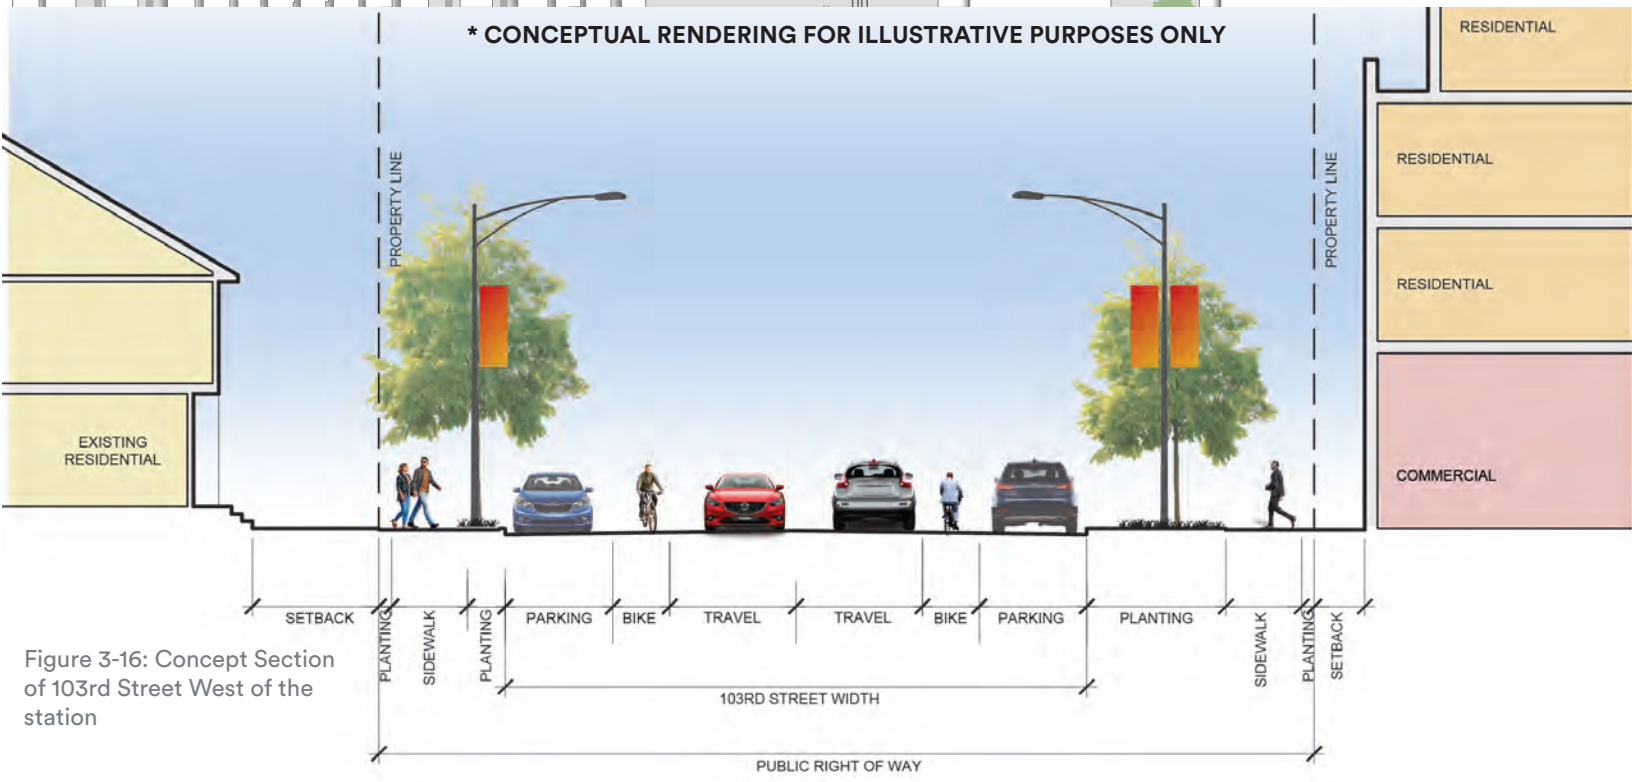 * CONCEPTUAL RENDERING FOR ILLUSTRATIVE PURPOSES ONLY
RESIDENTIAL
RESIDENTIAL
RESIDENTIAL
COMMERCIAL
PROPERTY LINE
PROPERTY LINE
EXISTING
RESIDENTIAL
SETBACK
PLANTING
SIDEWALK
PLANTING
PARKING
BIKE
TRAVEL
TRAVEL
BIKE
PARKING
PLANTING
SIDEWALK
PLANTING
SETBACK
103RD STREET WIDTH
PUBLIC RIGHT OF WAY
Figure 3-16: Concept Section
of 103rd Street West of the
station